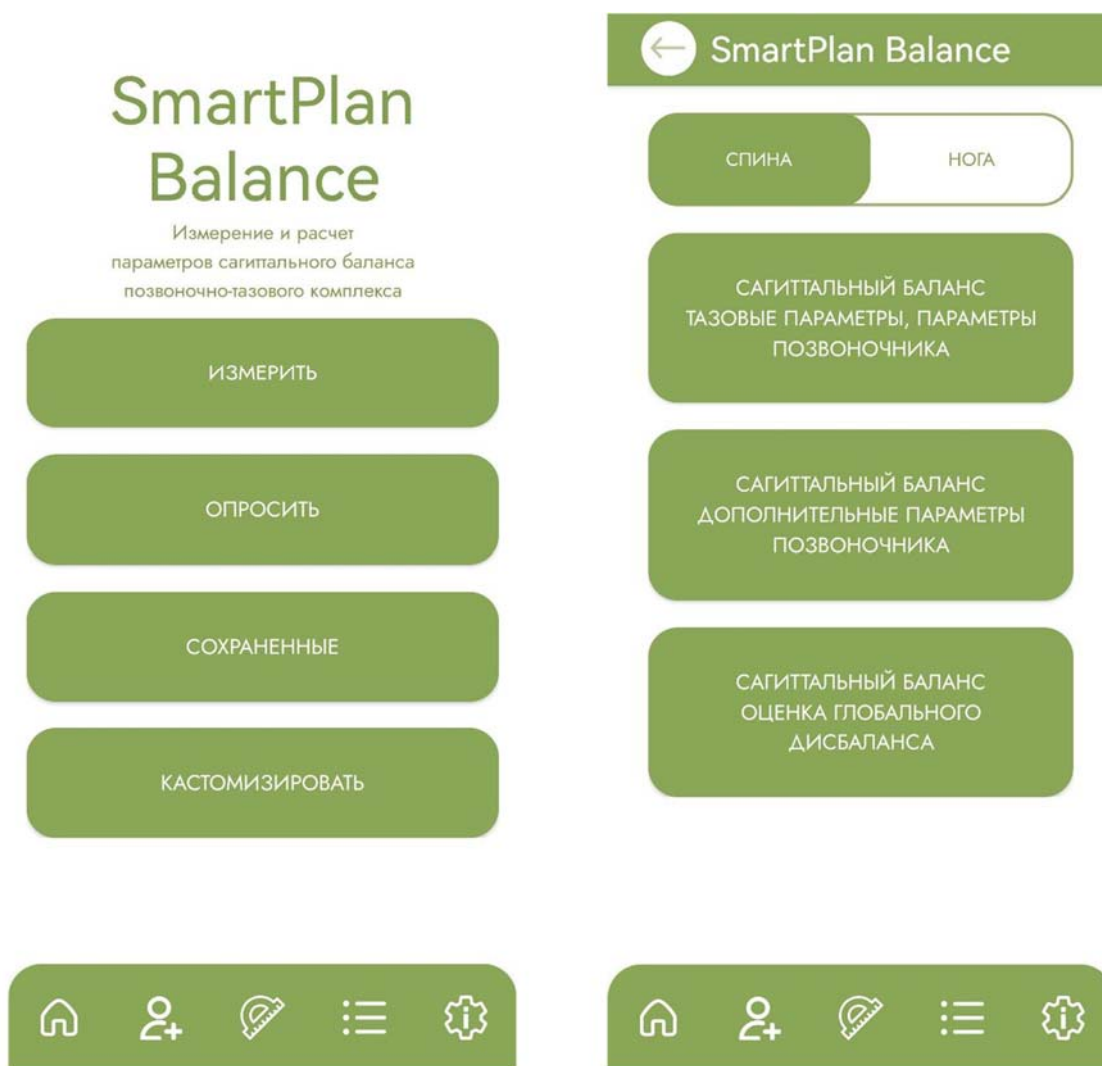 SmartPlan
Balance
Измерение и расчет
параметров сагиттального баланса
позвоночно-тазового комплекса
ИЗМЕРИТЬ
ОПРОСИТЬ
СОХРАНЕННЫЕ
КАСТОМИЗИРОВАТЬ
SmartPlan Balance
СПИНА
НОГА
САГИТТАЛЬНЫЙ БАЛАНС
ТАЗОВЫЕ ПАРАМЕТРЫ, ПАРАМЕТРЫ
ПОЗВОНОЧНИКА
САГИТТАЛЬНЫЙ БАЛАНС
ДОПОЛНИТЕЛЬНЫЕ ПАРАМЕТРЫ
ПОЗВОНОЧНИКА
САГИТТАЛЬНЫЙ БАЛАНС
ОЦЕНКА ГЛОБАЛЬНОГО
ДИСБАЛАНСА